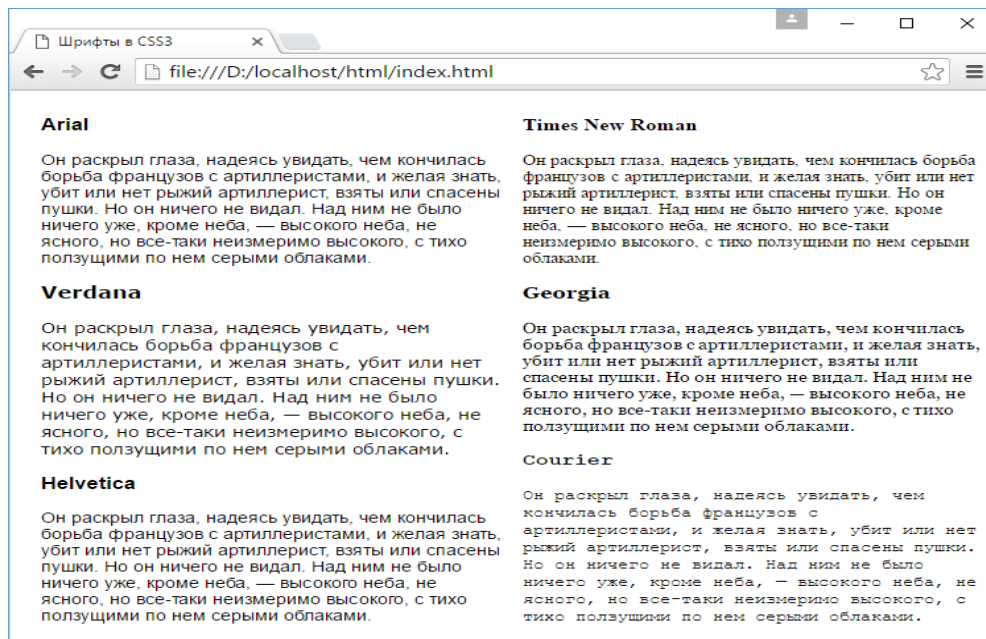 Шрифты в CSS3
file:///D:/localhost/html/index.html
Arial
Он раскрыл глаза, надеясь увидать, чем кончилась
борьба французов с артиллеристами, и желая знать,
убит или нет рыжий артиллерист, взяты или спасены
пушки. Но он ничего не видал. Над ним не было
ничего уже, кроме неба, — высокого неба, не
ясного, но все-таки неизмеримо высокого, с тихо
ползущими по нем серыми облаками.
Verdana
Он раскрыл глаза, надеясь увидать, чем
кончилась борьба французов с
артиллеристами, и желая знать, убит или нет
рыжий артиллерист, взяты или спасены пушки.
Но он ничего не видал. Над ним не было
ничего уже, кроме неба, — высокого неба, не
ясного, но все-таки неизмеримо высокого, с
тихо ползущими по нем серыми облаками.
Helvetica
Он раскрыл глаза, надеясь увидать, чем кончилась
борьба французов с артиллеристами, и желая знать,
убит или нет рыжий артиллерист, взяты или спасены
пушки. Но он ничего не видал. Над ним не было
ничего уже, кроме неба, — высокого неба, не
ясного, но все-таки неизмеримо высокого, с тихо
ползущими по нем серыми облаками.
Times New Roman
Он раскрыл глаза, надеясь увидать, чем кончилась борьба
французов с артиллеристами, и желая знать, убит или нет
рыжий артиллерист, взяты или спасены пушки. Но он
ничего не видал. Над ним не было ничего уже, кроме
неба, — высокого неба, не ясного, но все-таки
неизмеримо высокого, с тихо ползущими по нем серыми
облаками.
Georgia
Он раскрыл глаза, надеясь увидать, чем кончилась
борьба французов с артиллеристами, и желая знать,
убит или нет рыжий артиллерист, взяты или
спасены пушки. Но он ничего не видал. Над ним не
было ничего уже, кроме неба, — высокого неба, не
ясного, но все-таки неизмеримо высокого, с тихо
ползущими по нем серыми облаками.
Courier
Он раскрыл глаза, надеясь увидать, чем
кончилась борьба французов с
артиллеристами, и желая знать, убит или нет
рыжий артиллерист, взяты или спасены пушки.
Но он ничего не видал. Над ним не было
ничего уже, кроме неба, — высокого неба, не
ясного, но все-таки неизмеримо высокого, с
тихо ползущими по нем серыми облаками.